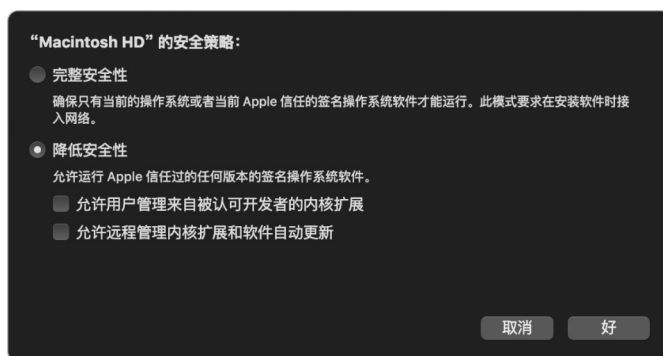 “Macintosh HD”的安全策略：
完整安全性
确保只有当前的操作系统或者当前 Apple 信任的签名操作系统软件才能运行。此模式要求在安装软件时接
入网络。
降低安全性
允许运行 Apple 信任过的任何版本的签名操作系统软件。
允许用户管理来自被认可开发者的内核扩展
允许远程管理内核扩展和软件自动更新
取消
好